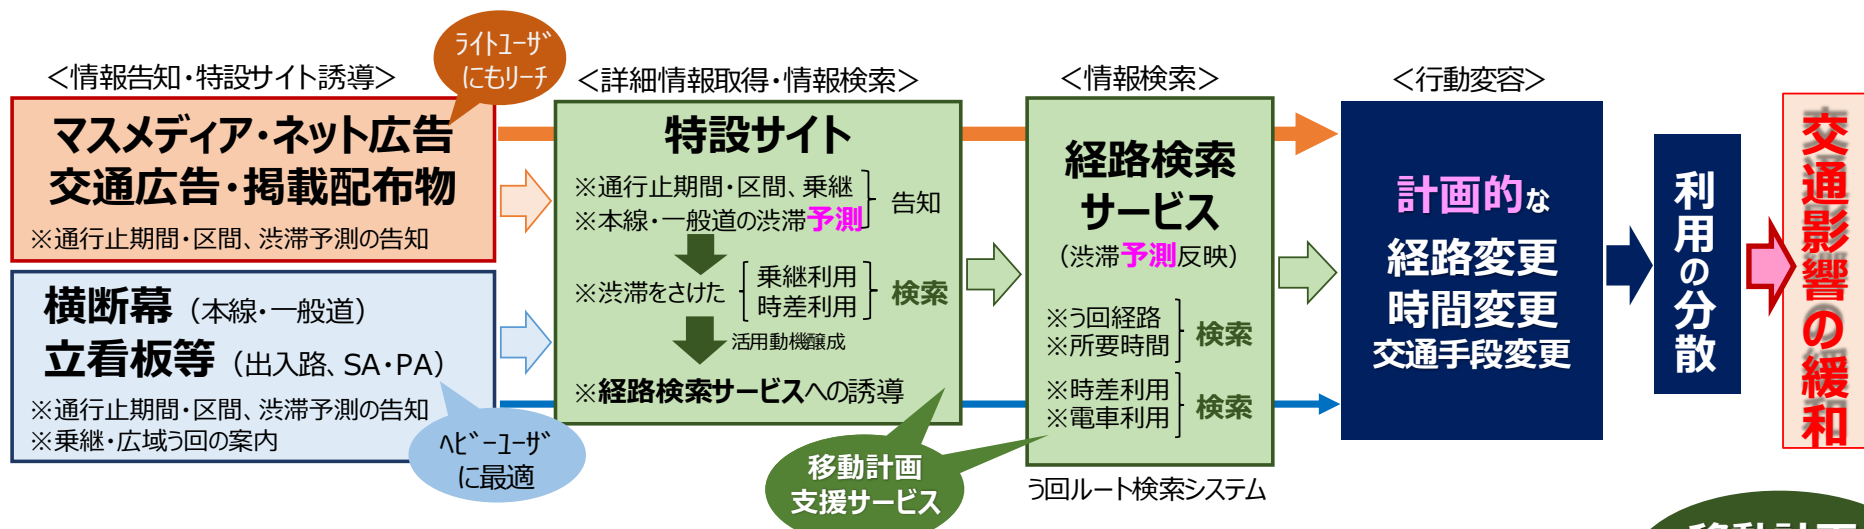 ＜情報告知・特設サイト誘導＞
ﾗｲﾄﾕｰｻﾞ
にもﾘｰﾁ
マスメディア・ネット広告
交通広告・掲載配布物
※通行止期間・区間、渋滞予測の告知
横断幕（本線・一般道）
立看板等（出入路、SA・PA）
※通行止期間・区間、渋滞予測の告知
※乗継・広域う回の案内
ﾍﾋﾞｰﾕｰｻﾞ
に最適
＜詳細情報取得・情報検索＞
特設サイト
※通行止期間・区間、乗継
※本線・一般道の渋滞予測
告知
※渋滞をさけた
乗継利用
時差利用
検索
活用動機醸成
※経路検索サービスへの誘導
移動計画
支援サービス
＜情報検索＞
経路検索
サービス
（渋滞予測反映）
※う回経路
※所要時間
検索
※時差利用
※電車利用
検索
う回ルート検索システム
＜行動変容＞
計画的な
経路変更
時間変更
交通手段変更
利用の分散
交通影響の緩和